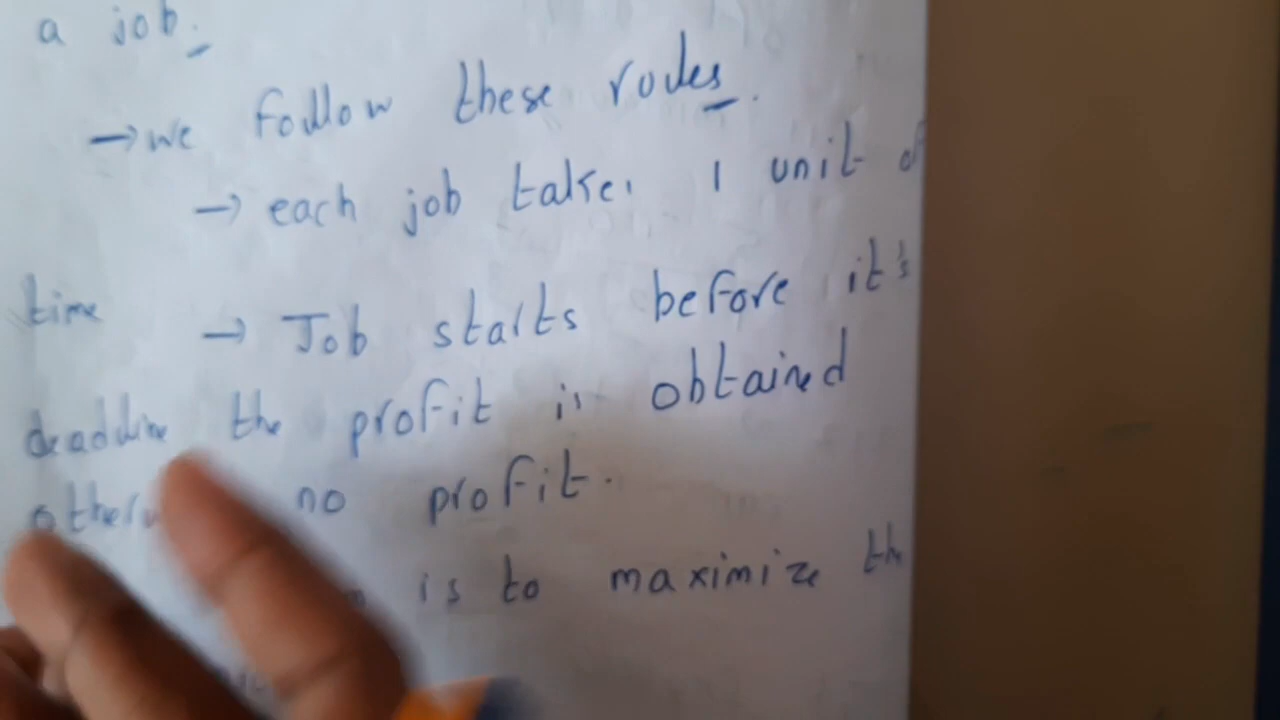 a job.
→ we follow these rules.
→ each job takes 1 unit of
time → Job starts before it's
deadline the profit is obtained
no profit.
is to maximize the